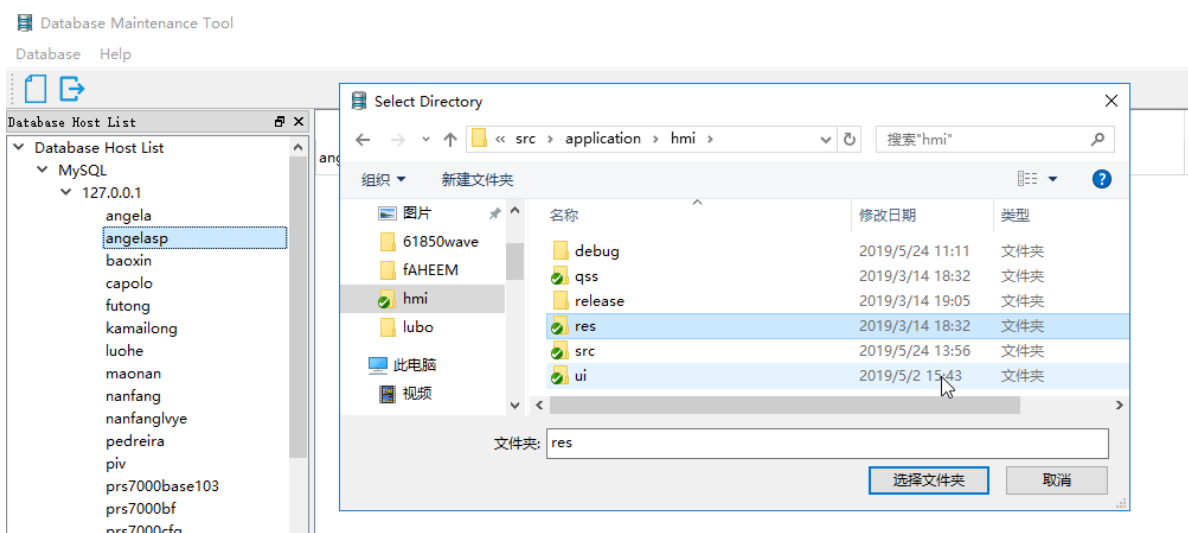 Database Maintenance Tool
Database Help
Database Host List
Database Host List
MySQL
127.0.0.1
angela
angelasp
baoxin
capolo
futong
kamailong
luohe
maonan
nanfang
nanfanglvye
pedreira
piv
prs7000base103
prs7000bf
prs7000cfg
ang
Select Directory
« src › application › hmi ›
搜索"hmi"
组织 新建文件夹
图片
61850wave
fAHEEM
hmi
lubo
此电脑
视频
名称 修改日期 类型
debug 2019/5/24 11:11 文件夹
qss 2019/3/14 18:32 文件夹
release 2019/3/14 19:05 文件夹
res 2019/3/14 18:32 文件夹
src 2019/5/24 13:56 文件夹
ui 2019/5/2 15:43 文件夹
文件夹: res
选择文件夹 取消